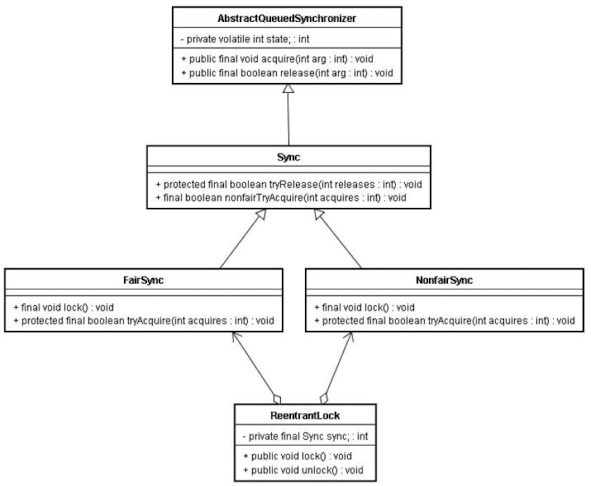 AbstractQueuedSynchronizer
- private volatile int state; : int
+ public final void acquire(int arg : int) : void
+ public final boolean release(int arg : int) : void
Sync
+ protected final boolean tryRelease(int releases : int) : void
+ final boolean nonfairTryAcquire(int acquires : int) : void
FairSync
+ final void lock() : void
+ protected final boolean tryAcquire(int acquires : int) : void
NonfairSync
+ final void lock() : void
+ protected final boolean tryAcquire(int acquires : int) : void
ReentrantLock
- private final Sync sync; : int
+ public void lock() : void
+ public void unlock() : void